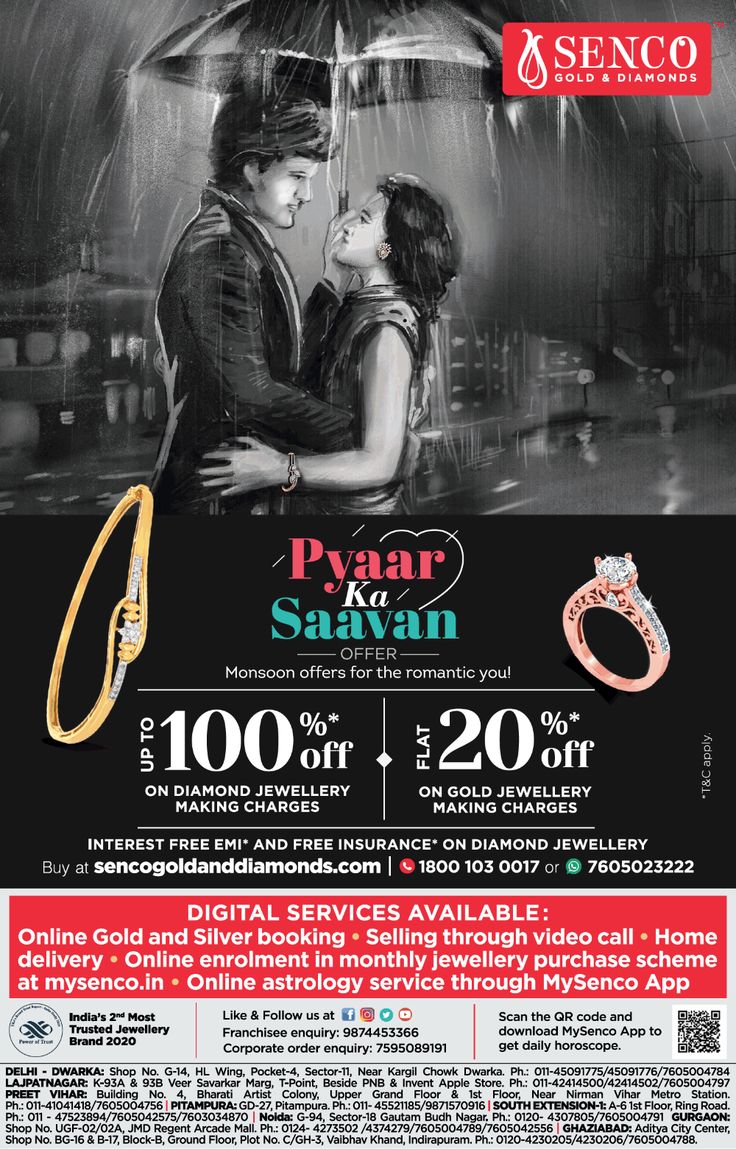 SENCO
GOLD & DIAMONDS
Pyaar
Ka
Saavan
OFFER
Monsoon offers for the romantic you!
UP TO 100%* off
ON DIAMOND JEWELLERY
MAKING CHARGES
FLAT 20%* off
ON GOLD JEWELLERY
MAKING CHARGES
*T&C apply.
INTEREST FREE EMI* AND FREE INSURANCE* ON DIAMOND JEWELLERY
Buy at sencogoldanddiamonds.com | 1800 103 0017 or 7605023222
DIGITAL SERVICES AVAILABLE:
Online Gold and Silver booking • Selling through video call • Home
delivery • Online enrolment in monthly jewellery purchase scheme
at mysenco.in • Online astrology service through MySenco App
Power of Trust
India's 2nd Most
Trusted Jewellery
Brand 2020
Like & Follow us at
Franchisee enquiry: 9874453366
Corporate order enquiry: 7595089191
Scan the QR code and
download MySenco App to
get daily horoscope.
DELHI - DWARKA: Shop No. G-14, HL Wing, Pocket-4, Sector-11, Near Kargil Chowk Dwarka. Ph.: 011-45091775/45091776/7605004784
LAJPATNAGAR: K-93A & 93B Veer Savarkar Marg, T-Point, Beside PNB & Invent Apple Store. Ph.: 011-42414500/42414502/7605004797
PREET VIHAR: Building No. 4, Bharati Artist Colony, Upper Grand Floor & 1st Floor, Near Nirman Vihar Metro Station.
Ph.: 011-41041418/7605004756 | PITAMPURA: GD-27, Pitampura. Ph.: 011- 45521185/9871570916 | SOUTH EXTENSION-1: A-6 1st Floor, Ring Road.
Ph.: 011 - 47523894/7605042575/7603034870 | Noida: G-94, Sector-18 Gautam Budh Nagar, Ph.: 0120- 4307805/7605004791 GURGAON:
Shop No. UGF-02/02A, JMD Regent Arcade Mall. Ph.: 0124- 4273502 /4374279/7605004789/7605042556 | GHAZIABAD: Aditya City Center,
Shop No. BG-16 & B-17, Block-B, Ground Floor, Plot No. C/GH-3, Vaibhav Khand, Indirapuram. Ph.: 0120-4230205/4230206/7605004788.